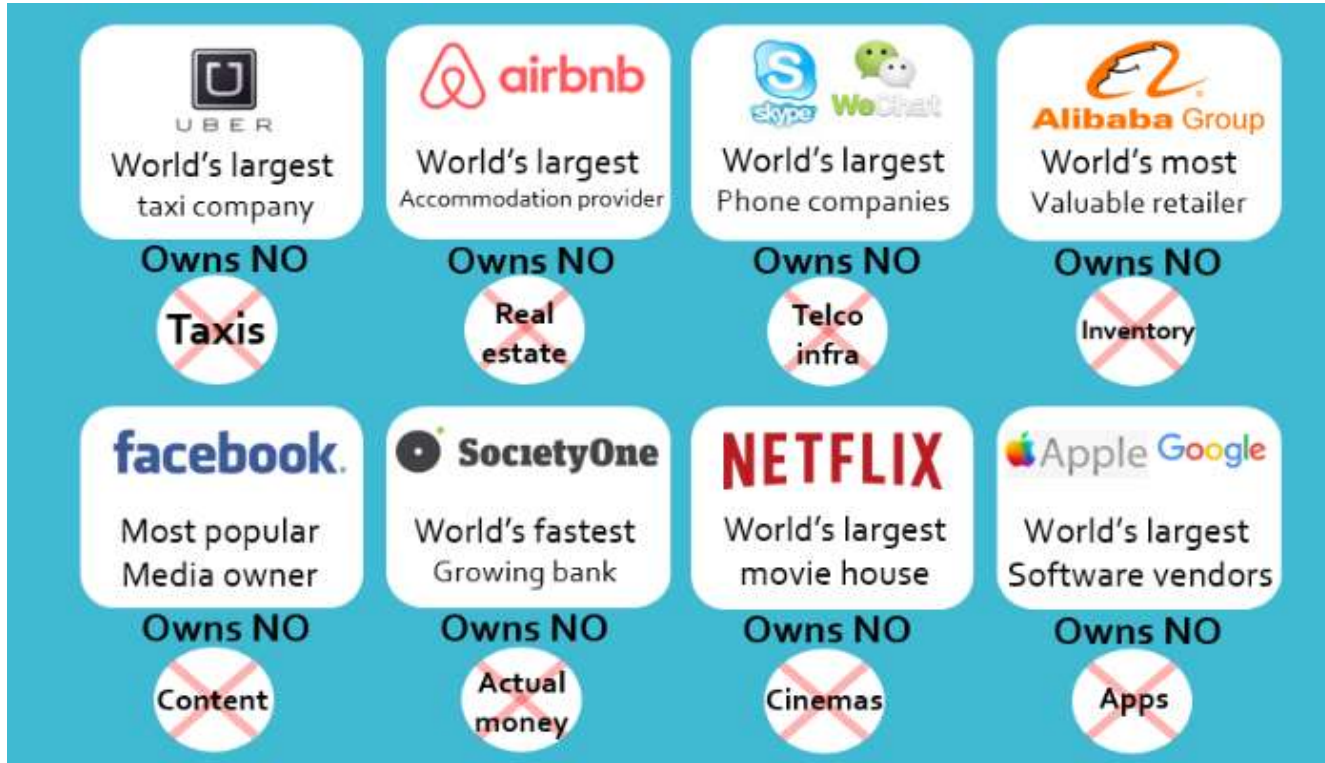 UBER
World's largest
taxi company
Owns NO
Taxis
airbnb
World's largest
Accommodation provider
Owns NO
Real
estate
skype WeChat
World's largest
Phone companies
Owns NO
Telco
infra
Alibaba Group
World's most
Valuable retailer
Owns NO
Inventory
facebook.
Most popular
Media owner
Owns NO
Content
SocietyOne
World's fastest
Growing bank
Owns NO
Actual
money
NETFLIX
World's largest
movie house
Owns NO
Cinemas
Apple Google
World's largest
Software vendors
Owns NO
Apps